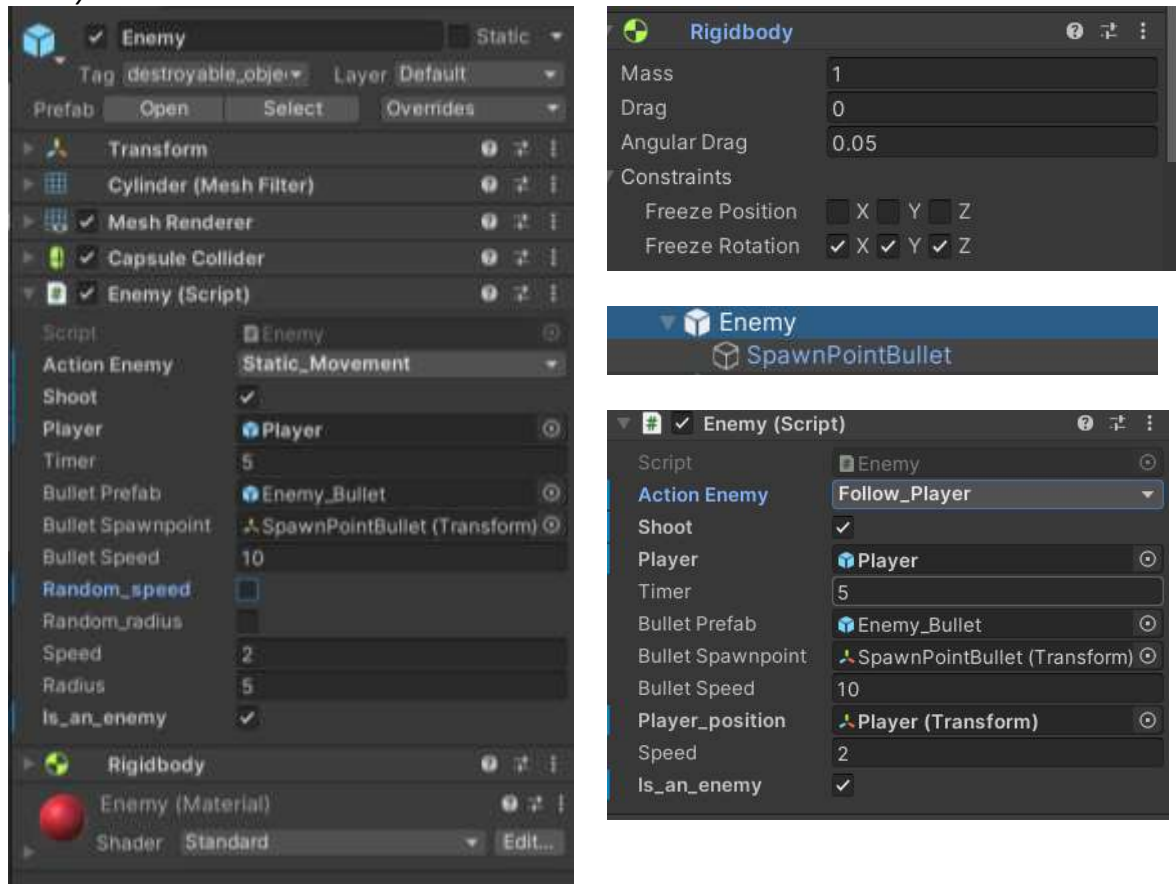 Enemy
Static
Tag destroyable_obje
Layer Default
Prefab Open Select Overrides
Transform
Cylinder (Mesh Filter)
Mesh Renderer
Capsule Collider
# Enemy (Script)
Script Enemy
Action Enemy Static_Movement
Shoot
Player Player
Timer 5
Bullet Prefab Enemy_Bullet
Bullet Spawnpoint SpawnPointBullet (Transform)
Bullet Speed 10
Random_speed
Random_radius
Speed 2
Radius 5
Is_an_enemy
Rigidbody
Enemy (Material)
Shader Standard Edit...
Rigidbody
Mass 1
Drag 0
Angular Drag 0.05
Constraints
Freeze Position X Y Z
Freeze Rotation X Y Z
Enemy
SpawnPointBullet
# Enemy (Script)
Script Enemy
Action Enemy Follow_Player
Shoot
Player Player
Timer 5
Bullet Prefab Enemy_Bullet
Bullet Spawnpoint SpawnPointBullet (Transform)
Bullet Speed 10
Player_position Player (Transform)
Speed 2
Is_an_enemy